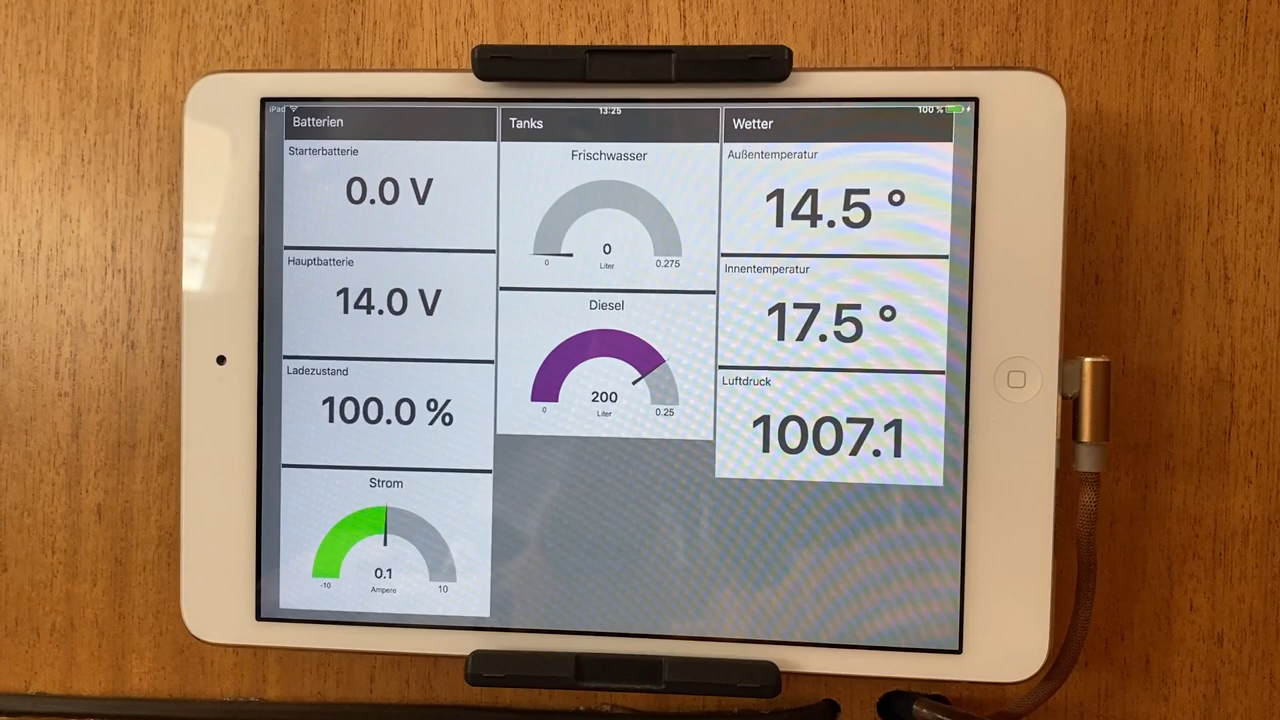 iPad
13:25
100 %
Batterien
Starterbatterie
0.0 V
Hauptbatterie
14.0 V
Ladezustand
100.0 %
Strom
0.1
-10
Ampere
10
Tanks
Frischwasser
0
0
Liter
0.275
Diesel
200
0
Liter
0.25
Wetter
Außentemperatur
14.5 °
Innentemperatur
17.5 °
Luftdruck
1007.1